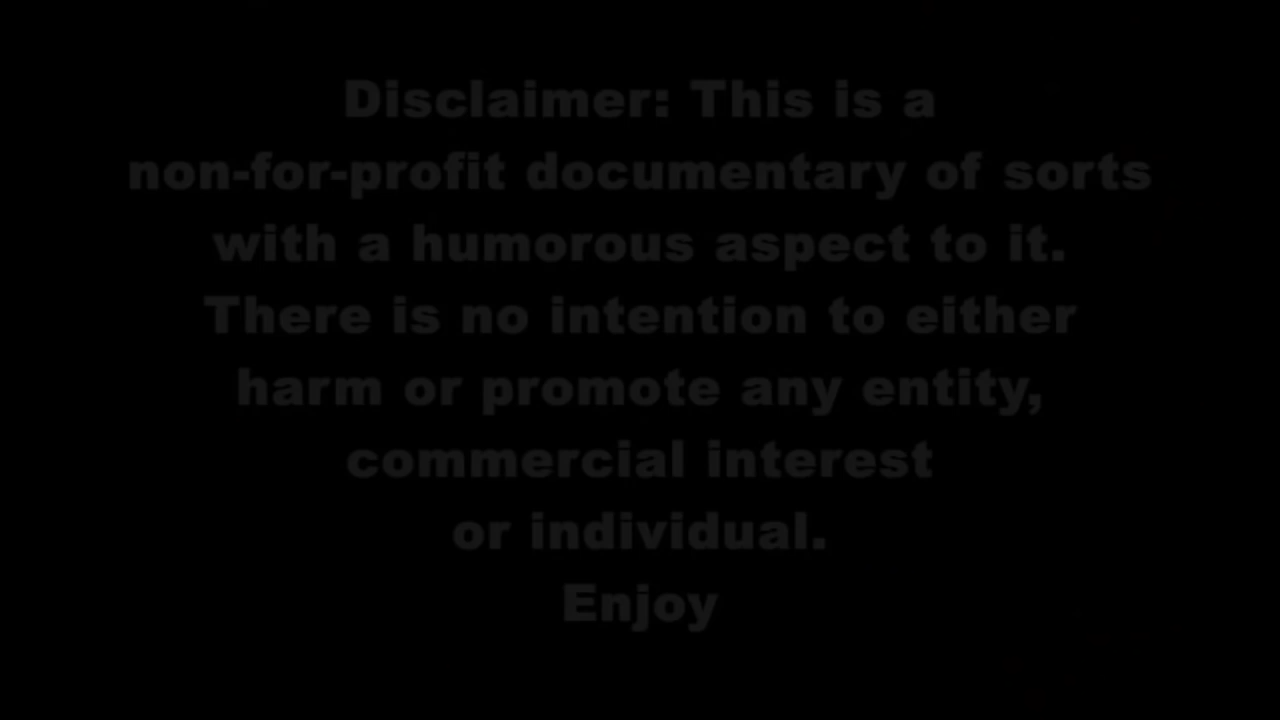 Disclaimer: This is a
non-for-profit documentary of sorts
with a humorous aspect to it.
There is no intention to either
harm or promote any entity,
commercial interest
or individual.
Enjoy